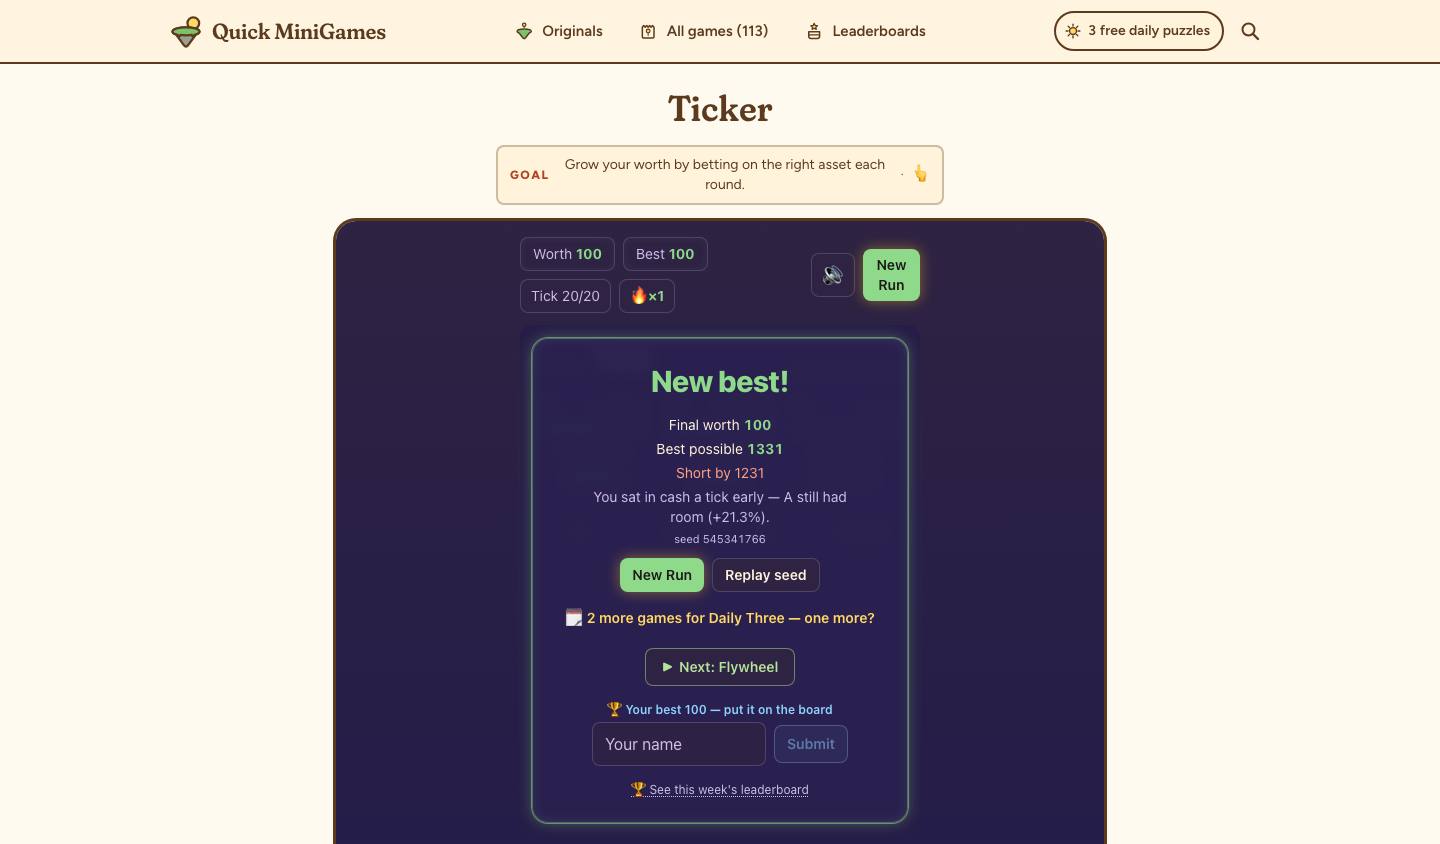 Quick MiniGames
Originals
All games (113)
Leaderboards
3 free daily puzzles
Ticker
GOAL
Grow your worth by betting on the right asset each
round.
·
Worth 100
Best 100
Tick 20/20
×1
New
Run
New best!
Final worth 100
Best possible 1331
Short by 1231
You sat in cash a tick early — A still had
room (+21.3%).
seed 545341766
New Run
Replay seed
2 more games for Daily Three — one more?
Next: Flywheel
Your best 100 — put it on the board
Your name
Submit
See this week's leaderboard